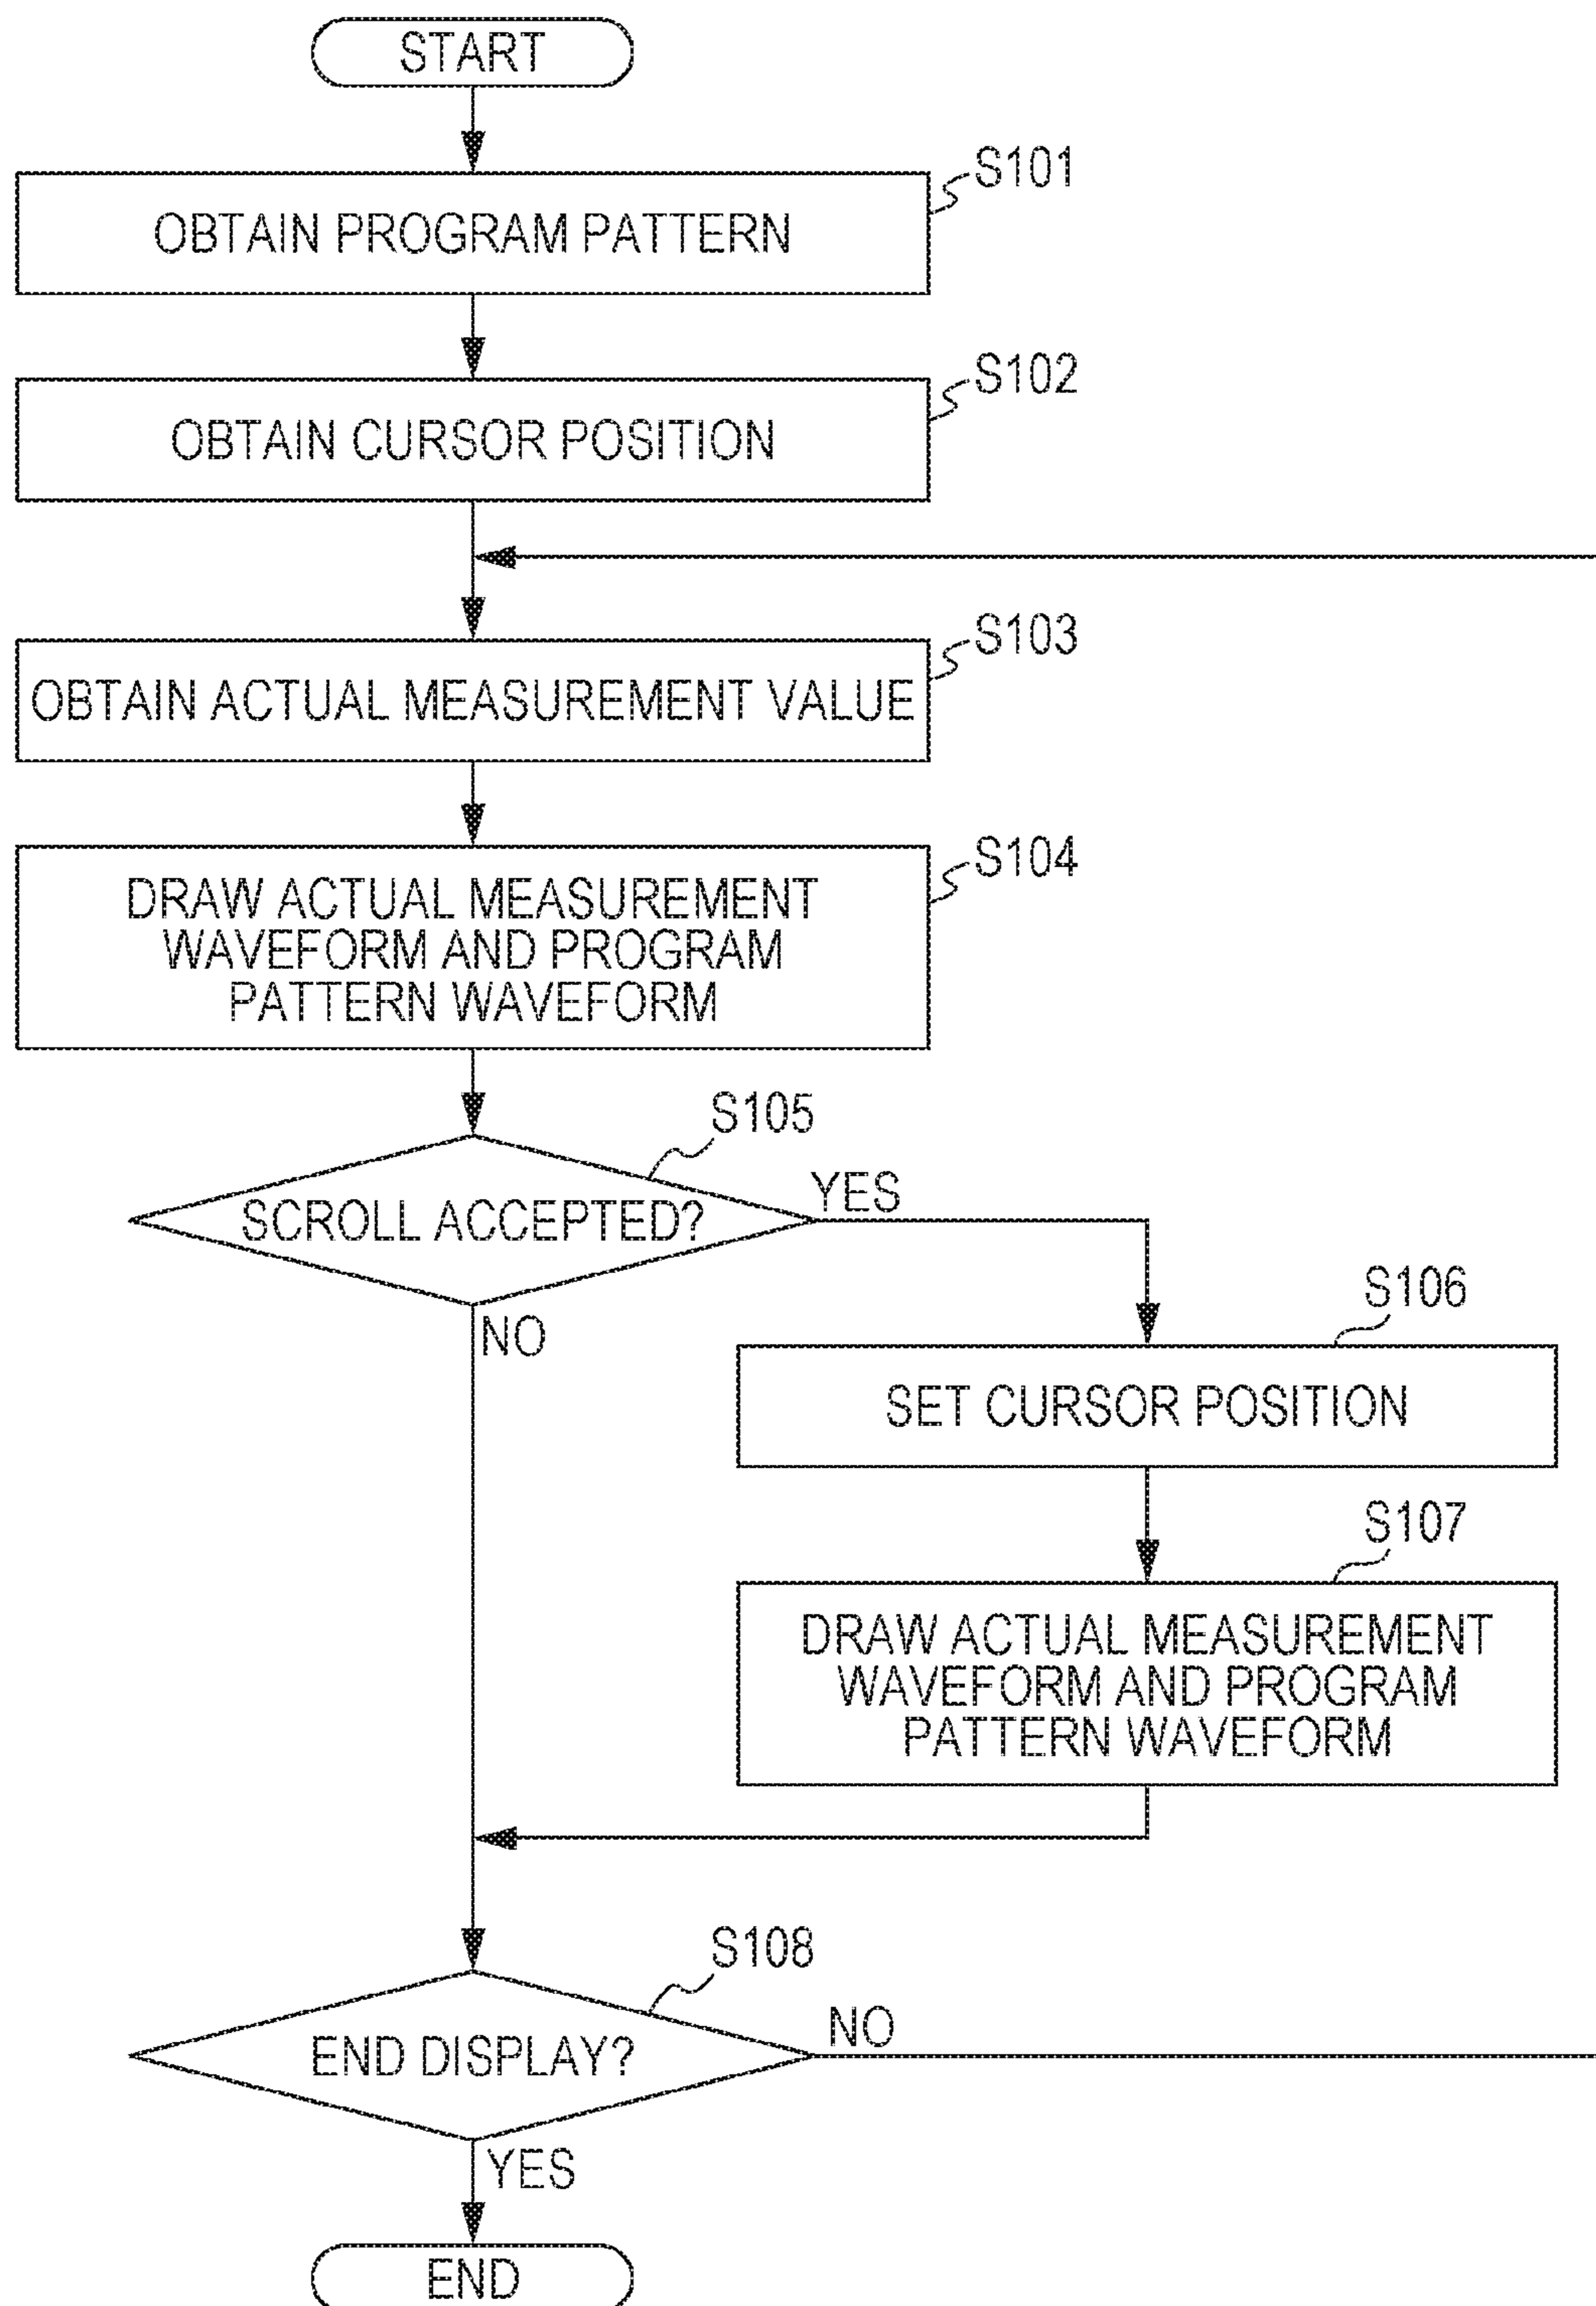 START
S101
OBTAIN PROGRAM PATTERN
S102
OBTAIN CURSOR POSITION
S103
OBTAIN ACTUAL MEASUREMENT VALUE
S104
DRAW ACTUAL MEASUREMENT
WAVEFORM AND PROGRAM
PATTERN WAVEFORM
S105
SCROLL ACCEPTED?
YES
NO
S106
SET CURSOR POSITION
S107
DRAW ACTUAL MEASUREMENT
WAVEFORM AND PROGRAM
PATTERN WAVEFORM
S108
END DISPLAY?
NO
YES
END